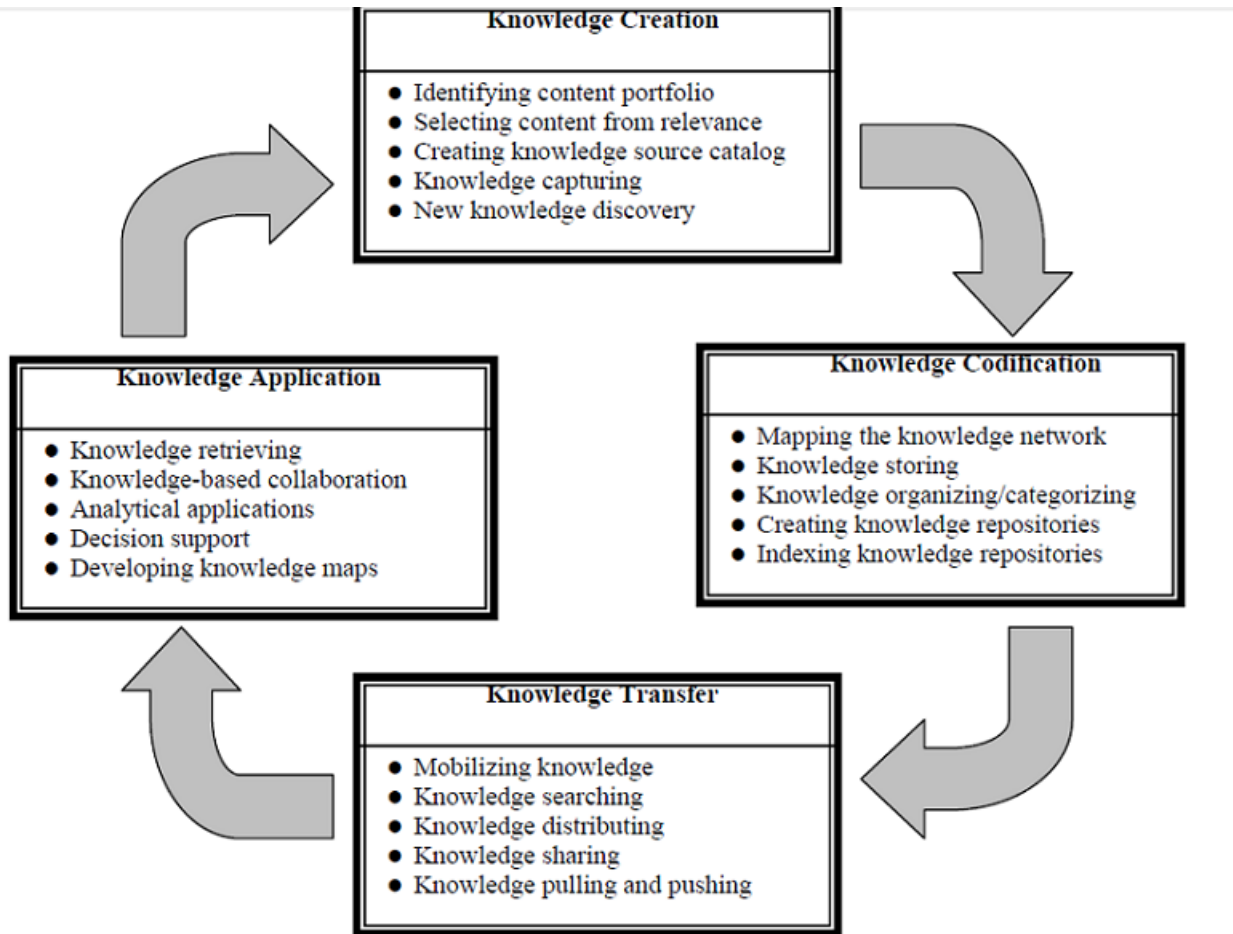 Knowledge Creation
● Identifying content portfolio
● Selecting content from relevance
● Creating knowledge source catalog
● Knowledge capturing
● New knowledge discovery
Knowledge Application
● Knowledge retrieving
● Knowledge-based collaboration
● Analytical applications
● Decision support
● Developing knowledge maps
Knowledge Codification
● Mapping the knowledge network
● Knowledge storing
● Knowledge organizing/categorizing
● Creating knowledge repositories
● Indexing knowledge repositories
Knowledge Transfer
● Mobilizing knowledge
● Knowledge searching
● Knowledge distributing
● Knowledge sharing
● Knowledge pulling and pushing